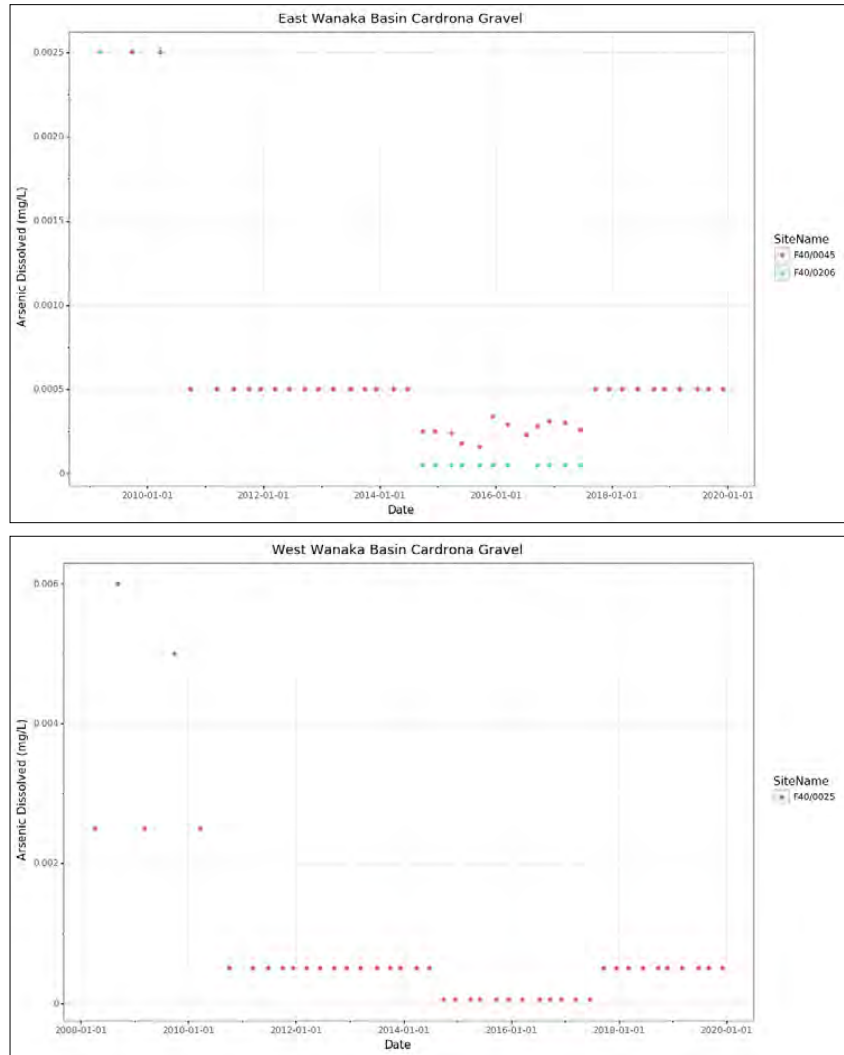 East Wanaka Basin Cardrona Gravel
0.0025
0.0020
0.0015
0.0010
0.0005
0
Arsenic Dissolved (mg/L)
2010-01-01 2012-01-01 2014-01-01 2016-01-01 2018-01-01 2020-01-01
Date
SiteName
F40/0045
F40/0206
West Wanaka Basin Cardrona Gravel
0.006
0.004
0.002
0
Arsenic Dissolved (mg/L)
2008-01-01 2010-01-01 2012-01-01 2014-01-01 2016-01-01 2018-01-01 2020-01-01
Date
SiteName
F40/0025